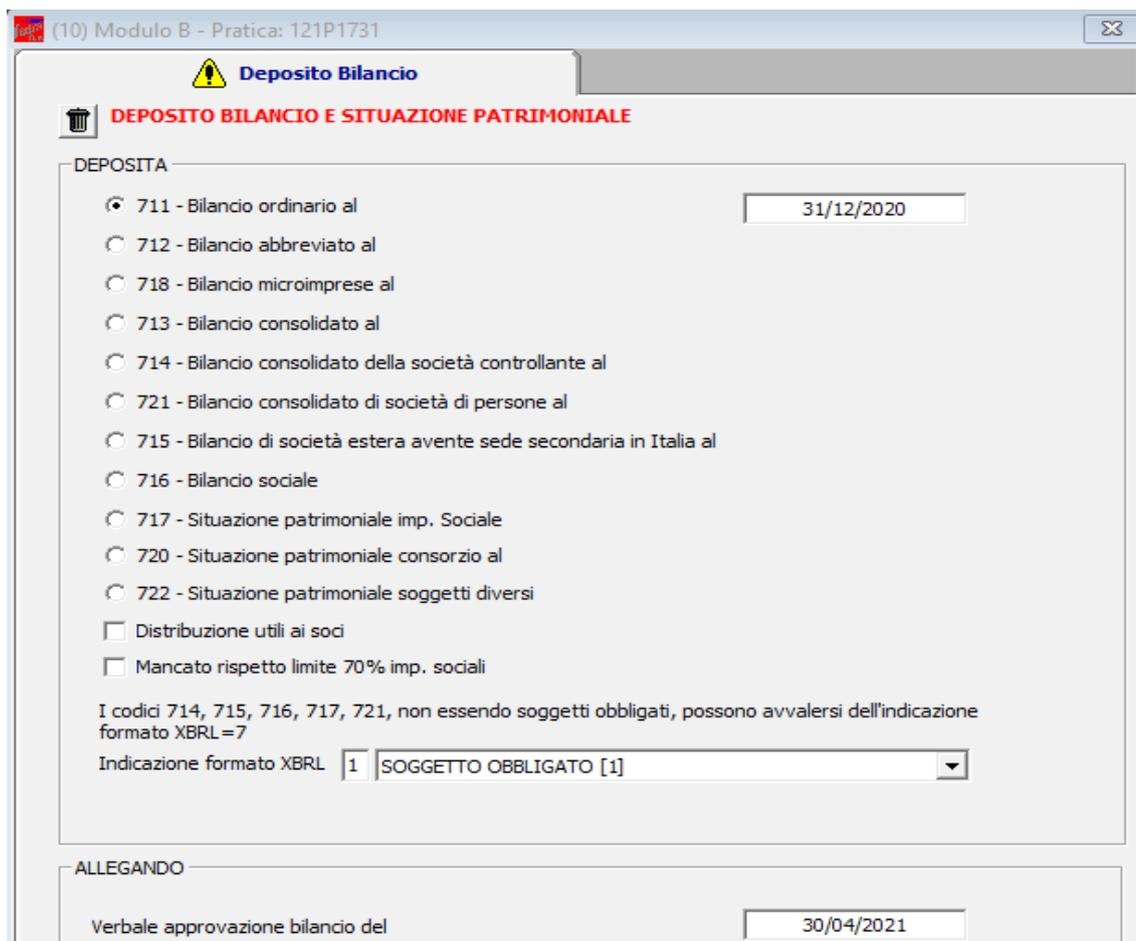 (10) Modulo B - Pratica: 121P1731
Deposito Bilancio
DEPOSITO BILANCIO E SITUAZIONE PATRIMONIALE
DEPOSITA
711 - Bilancio ordinario al 31/12/2020
712 - Bilancio abbreviato al
718 - Bilancio microimprese al
713 - Bilancio consolidato al
714 - Bilancio consolidato della società controllante al
721 - Bilancio consolidato di società di persone al
715 - Bilancio di società estera avente sede secondaria in Italia al
716 - Bilancio sociale
717 - Situazione patrimoniale imp. Sociale
720 - Situazione patrimoniale consorzio al
722 - Situazione patrimoniale soggetti diversi
Distribuzione utili ai soci
Mancato rispetto limite 70% imp. sociali
I codici 714, 715, 716, 717, 721, non essendo soggetti obbligati, possono avvalersi dell'indicazione
formato XBRL=7
Indicazione formato XBRL 1 SOGGETTO OBBLIGATO [1]
ALLEGANDO
Verbale approvazione bilancio del 30/04/2021